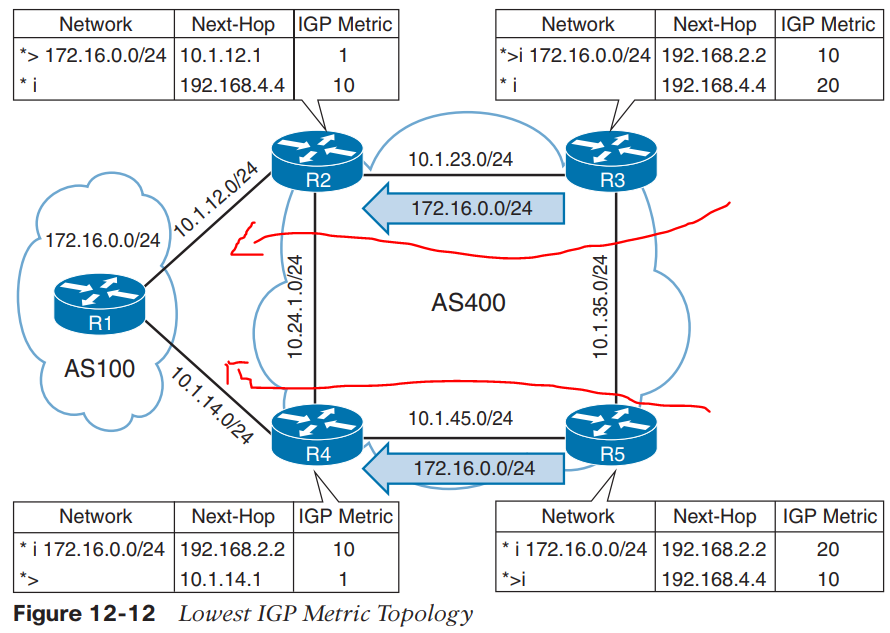 Network Next-Hop IGP Metric
*> 172.16.0.0/24 10.1.12.1 1
* i 192.168.4.4 10
Network Next-Hop IGP Metric
*>i 172.16.0.0/24 192.168.2.2 10
* i 192.168.4.4 20
R2
10.1.23.0/24
R3
10.1.12.0/24
172.16.0.0/24
172.16.0.0/24
R1
AS100
10.24.1.0/24
AS400
10.1.35.0/24
10.1.14.0/24
R4
10.1.45.0/24
R5
172.16.0.0/24
Network Next-Hop IGP Metric
* i 172.16.0.0/24 192.168.2.2 10
*> 10.1.14.1 1
Network Next-Hop IGP Metric
* i 172.16.0.0/24 192.168.2.2 20
*>i 192.168.4.4 10
Figure 12-12 Lowest IGP Metric Topology